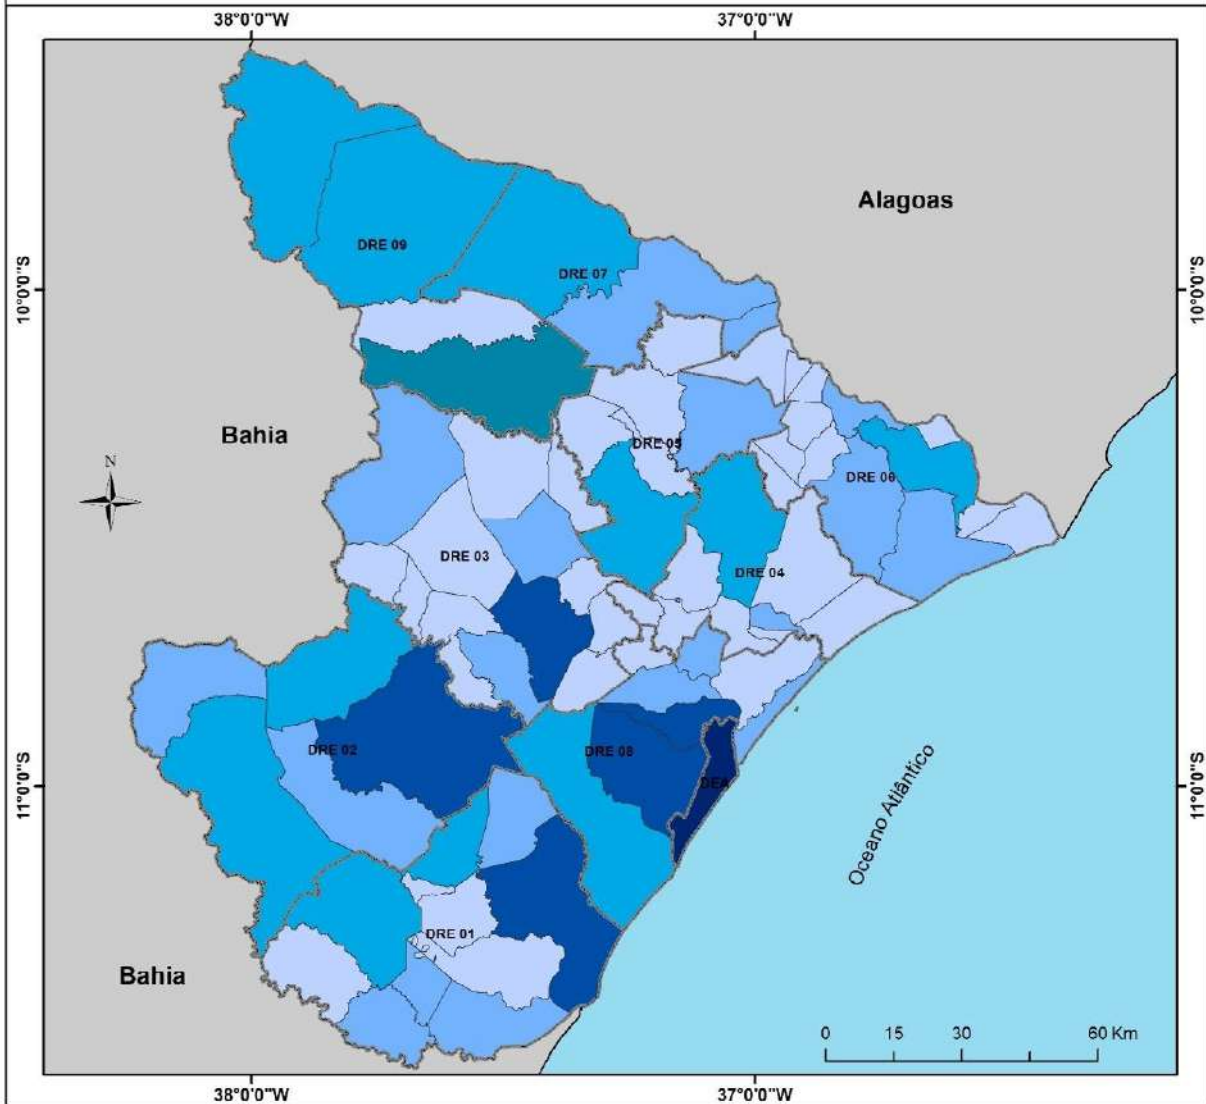 38°0'0"W
37°0'0"W
Alagoas
DRE 09
DRE 07
10°0'0"S
10°0'0"S
Bahia
DRE 05
N
DRE 06
DRE 03
DRE 04
DRE 02
DRE 08
DEA
11°0'0"S
11°0'0"S
Oceano Atlântico
DRE 01
Bahia
0 15 30 60 Km
38°0'0"W
37°0'0"W